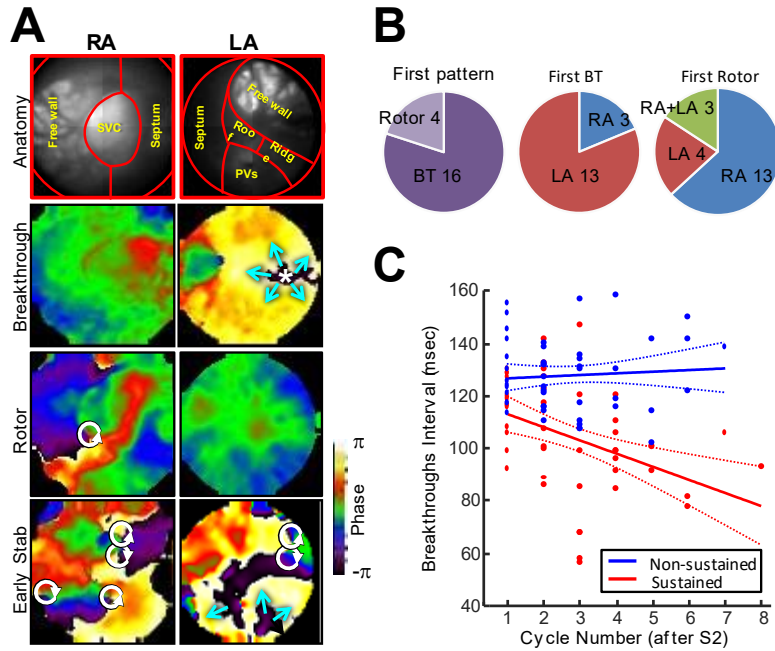 A
RA
LA
Anatomy
Free wall
SVC
Septum
Septum
Free wall
Roo
f
Ridg
e
PVs
Breakthrough
Rotor
Early Stab
*
π
Phase
-π
B
First pattern
Rotor 4
BT 16
First BT
RA 3
LA 13
First Rotor
RA+LA 3
LA 4
RA 13
C
Breakthroughs Interval (nsec)
160
140
120
100
80
60
40
1 2 3 4 5 6 7 8
Cycle Number (after S2)
Non-sustained
Sustained